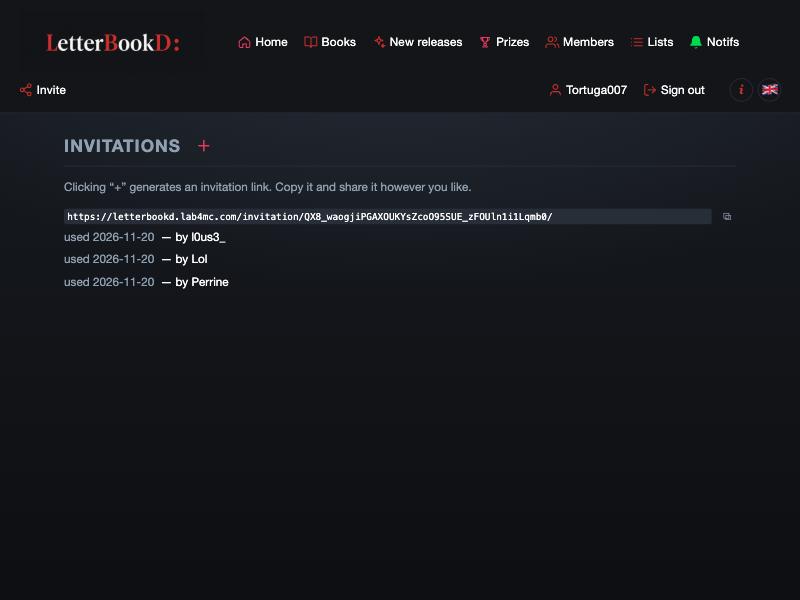 LetterBookD:
Home Books New releases Prizes Members Lists Notifs
Invite Tortuga007 Sign out i
INVITATIONS +
Clicking “+” generates an invitation link. Copy it and share it however you like.
https://letterbookd.lab4mc.com/invitation/QX8_waogjiPGAXOUKYsZcoO95SUE_zFOUln1i1Lqmb0/
used 2026-11-20 — by l0us3_
used 2026-11-20 — by Lol
used 2026-11-20 — by Perrine